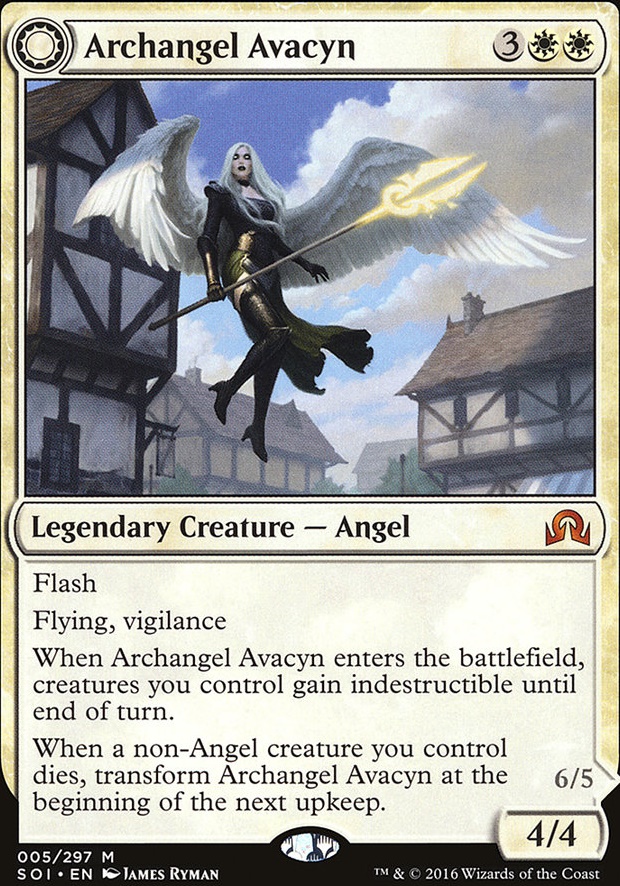 Archangel Avacyn 3
Legendary Creature — Angel
Flash
Flying, vigilance
When Archangel Avacyn enters the battlefield,
creatures you control gain indestructible until
end of turn.
When a non-Angel creature you control
dies, transform Archangel Avacyn at the
beginning of the next upkeep.
6/5
4/4
005/297 M
SOI • EN JAMES RYMAN
™ & © 2016 Wizards of the Coast